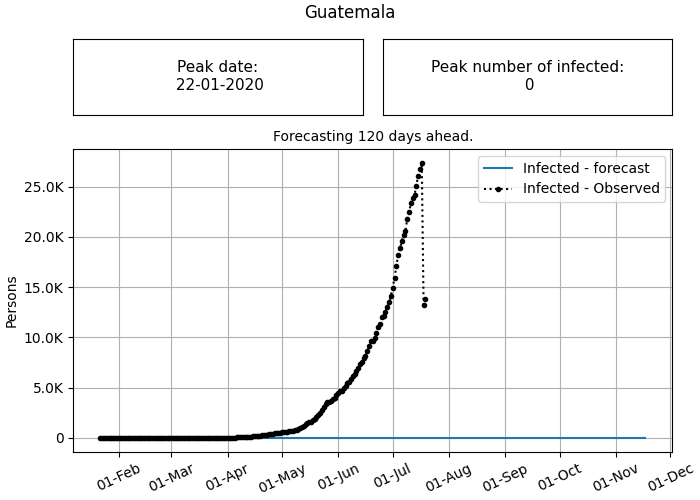 Guatemala
Peak date:
22-01-2020
Peak number of infected:
0
Forecasting 120 days ahead.
Infected - forecast
Infected - Observed
Persons
25.0K
20.0K
15.0K
10.0K
5.0K
0
01-Feb
01-Mar
01-Apr
01-May
01-Jun
01-Jul
01-Aug
01-Sep
01-Oct
01-Nov
01-Dec